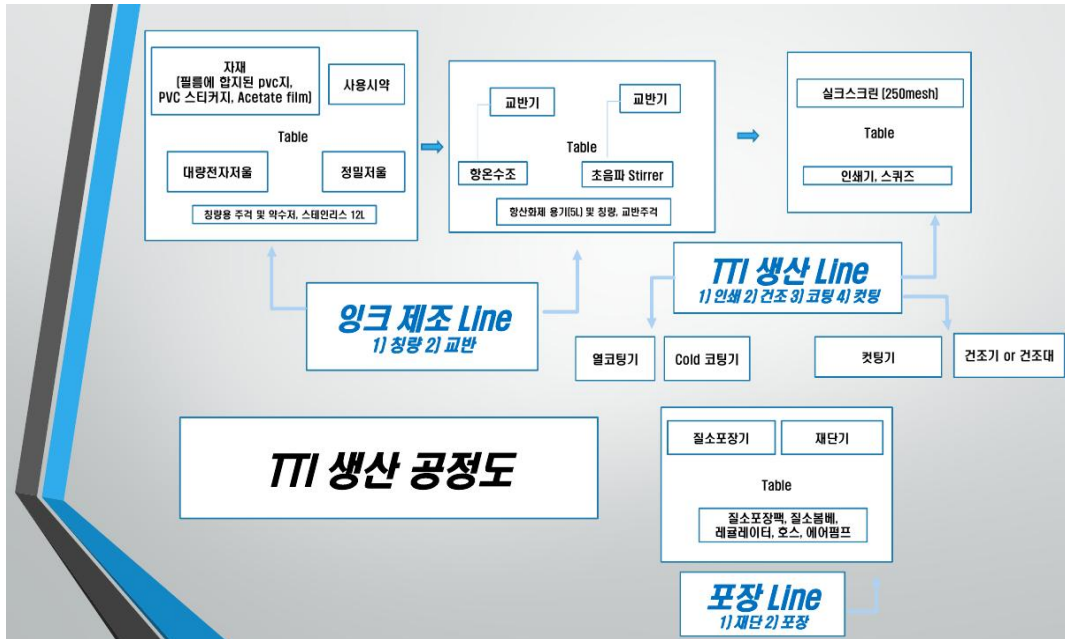 자재
(필름에 합지된 pvc지,
PVC 스티커지, Acetate film)
사용시약
Table
대량전자저울
정밀저울
칭량용 주걱 및 약수저, 스테인리스 12L
교반기
교반기
Table
항온수조
초음파 Stirrer
항산화제 용기(5L) 및 칭량, 교반주걱
실크스크린 (250mesh)
Table
인쇄기, 스퀴즈
잉크 제조 Line
1) 칭량 2) 교반
TTI 생산 Line
1) 인쇄 2) 건조 3) 코팅 4) 컷팅
열코팅기
Cold 코팅기
컷팅기
건조기 or 건조대
TTI 생산 공정도
질소포장기
재단기
Table
질소포장팩, 질소봄베,
레귤레이터, 호스, 에어펌프
포장 Line
1) 재단 2) 포장